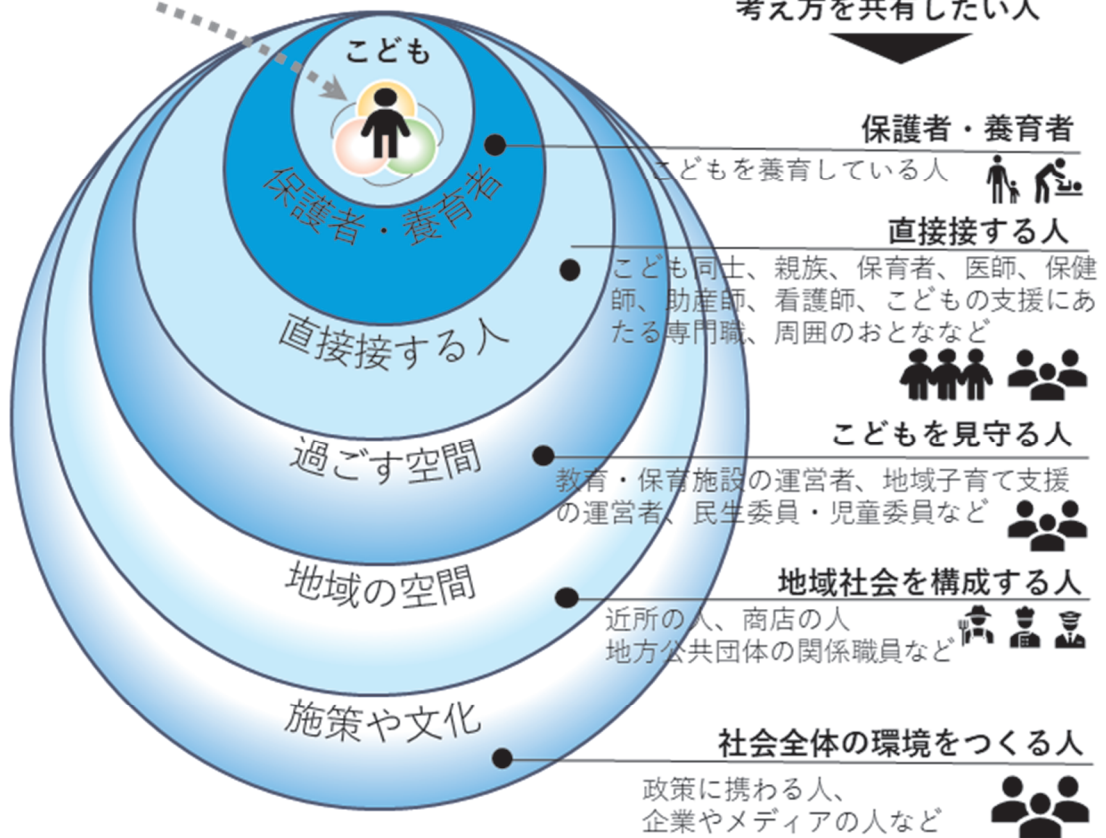 考え方を共有したい人
こども
保護者・養育者
直接接する人
過ごす空間
地域の空間
施策や文化
保護者・養育者
こどもを養育している人
直接接する人
こども同士、親族、保育者、医師、保健
師、助産師、看護師、こどもの支援にあ
たる専門職、周囲のおとななど
こどもを見守る人
教育・保育施設の運営者、地域子育て支援
の運営者、民生委員・児童委員など
地域社会を構成する人
近所の人、商店の人
地方公共団体の関係職員など
社会全体の環境をつくる人
政策に携わる人、
企業やメディアの人など